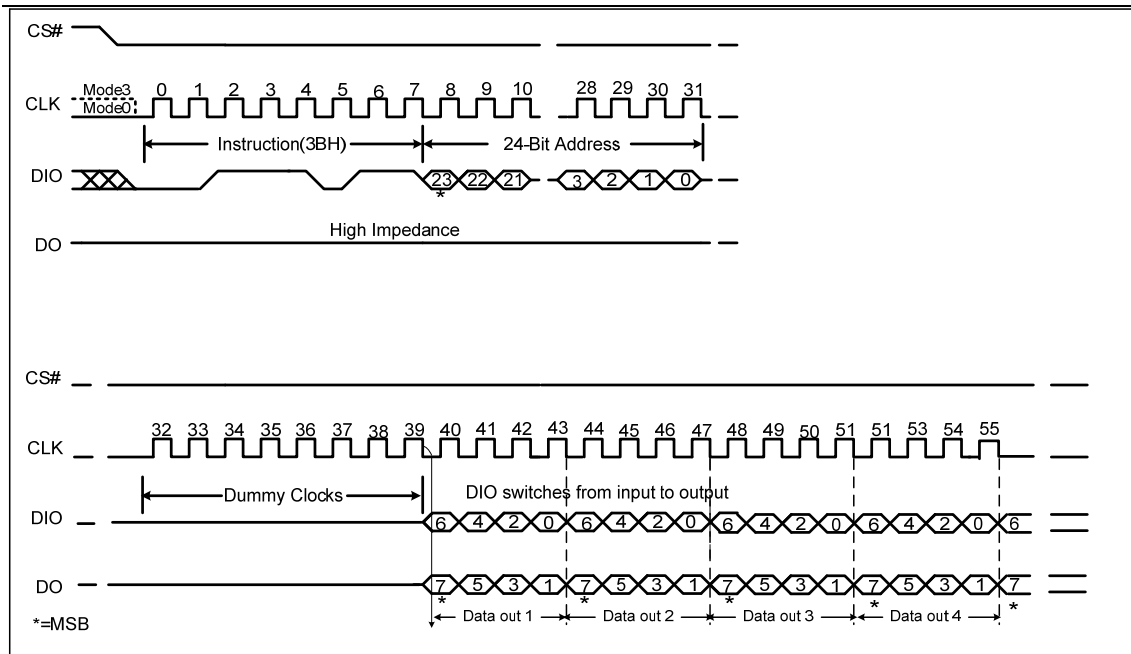 CS#
Mode3
CLK
Mode0
0 1 2 3 4 5 6 7 8 9 10 28 29 30 31
Instruction(3BH)
24-Bit Address
DIO
23 22 21 3 2 1 0
*
High Impedance
DO
CS#
CLK
32 33 34 35 36 37 38 39 40 41 42 43 44 45 46 47 48 49 50 51 51 53 54 55
Dummy Clocks
DIO switches from input to output
DIO
6 4 2 0 6 4 2 0 6 4 2 0 6 4 2 0 6
DO
7 5 3 1 7 5 3 1 7 5 3 1 7 5 3 1 7
* * * * *
Data out 1 Data out 2 Data out 3 Data out 4
*=MSB